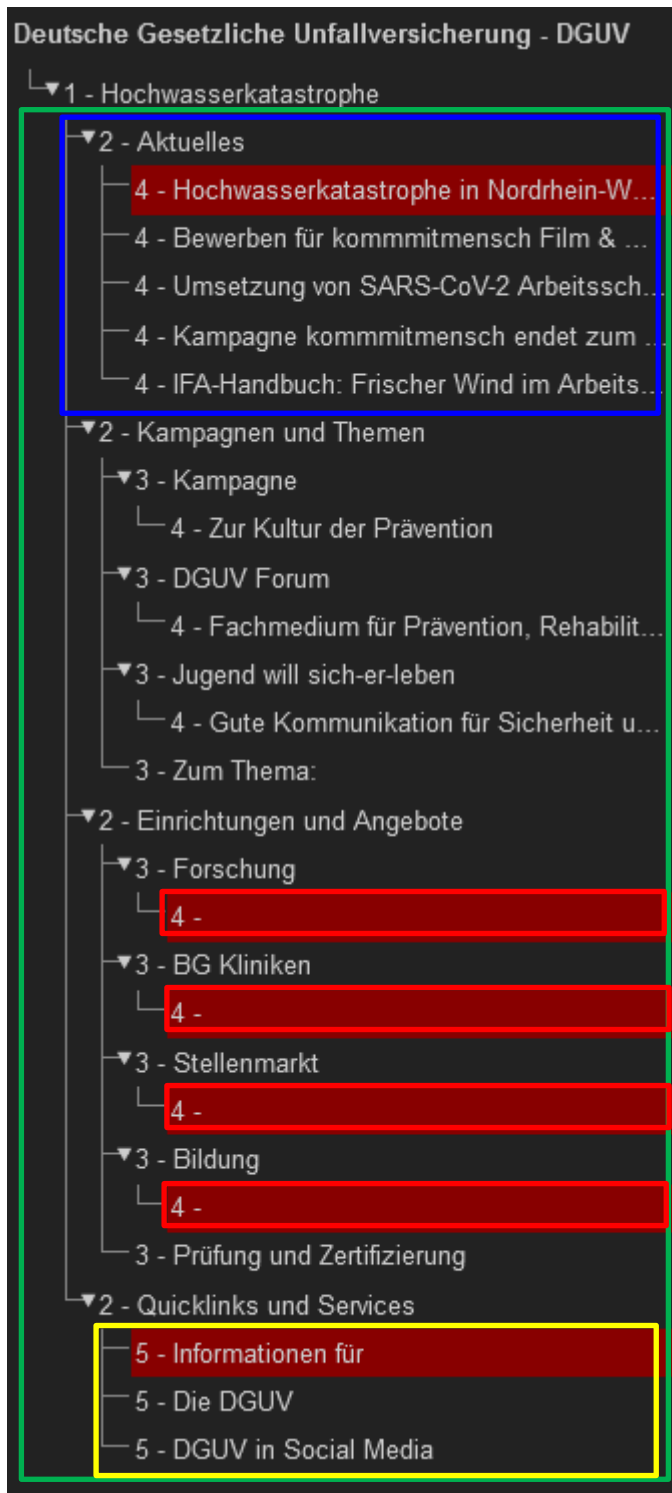 Deutsche Gesetzliche Unfallversicherung - DGUV
1 - Hochwasserkatastrophe
2 - Aktuelles
4 - Hochwasserkatastrophe in Nordrhein-W...
4 - Bewerben für kommmitmensch Film & ...
4 - Umsetzung von SARS-CoV-2 Arbeitssch...
4 - Kampagne kommmitmensch endet zum ...
4 - IFA-Handbuch: Frischer Wind im Arbeits...
2 - Kampagnen und Themen
3 - Kampagne
4 - Zur Kultur der Prävention
3 - DGUV Forum
4 - Fachmedium für Prävention, Rehabilit...
3 - Jugend will sich-er-leben
4 - Gute Kommunikation für Sicherheit u...
3 - Zum Thema:
2 - Einrichtungen und Angebote
3 - Forschung
4 -
3 - BG Kliniken
4 -
3 - Stellenmarkt
4 -
3 - Bildung
4 -
3 - Prüfung und Zertifizierung
2 - Quicklinks und Services
5 - Informationen für
5 - Die DGUV
5 - DGUV in Social Media